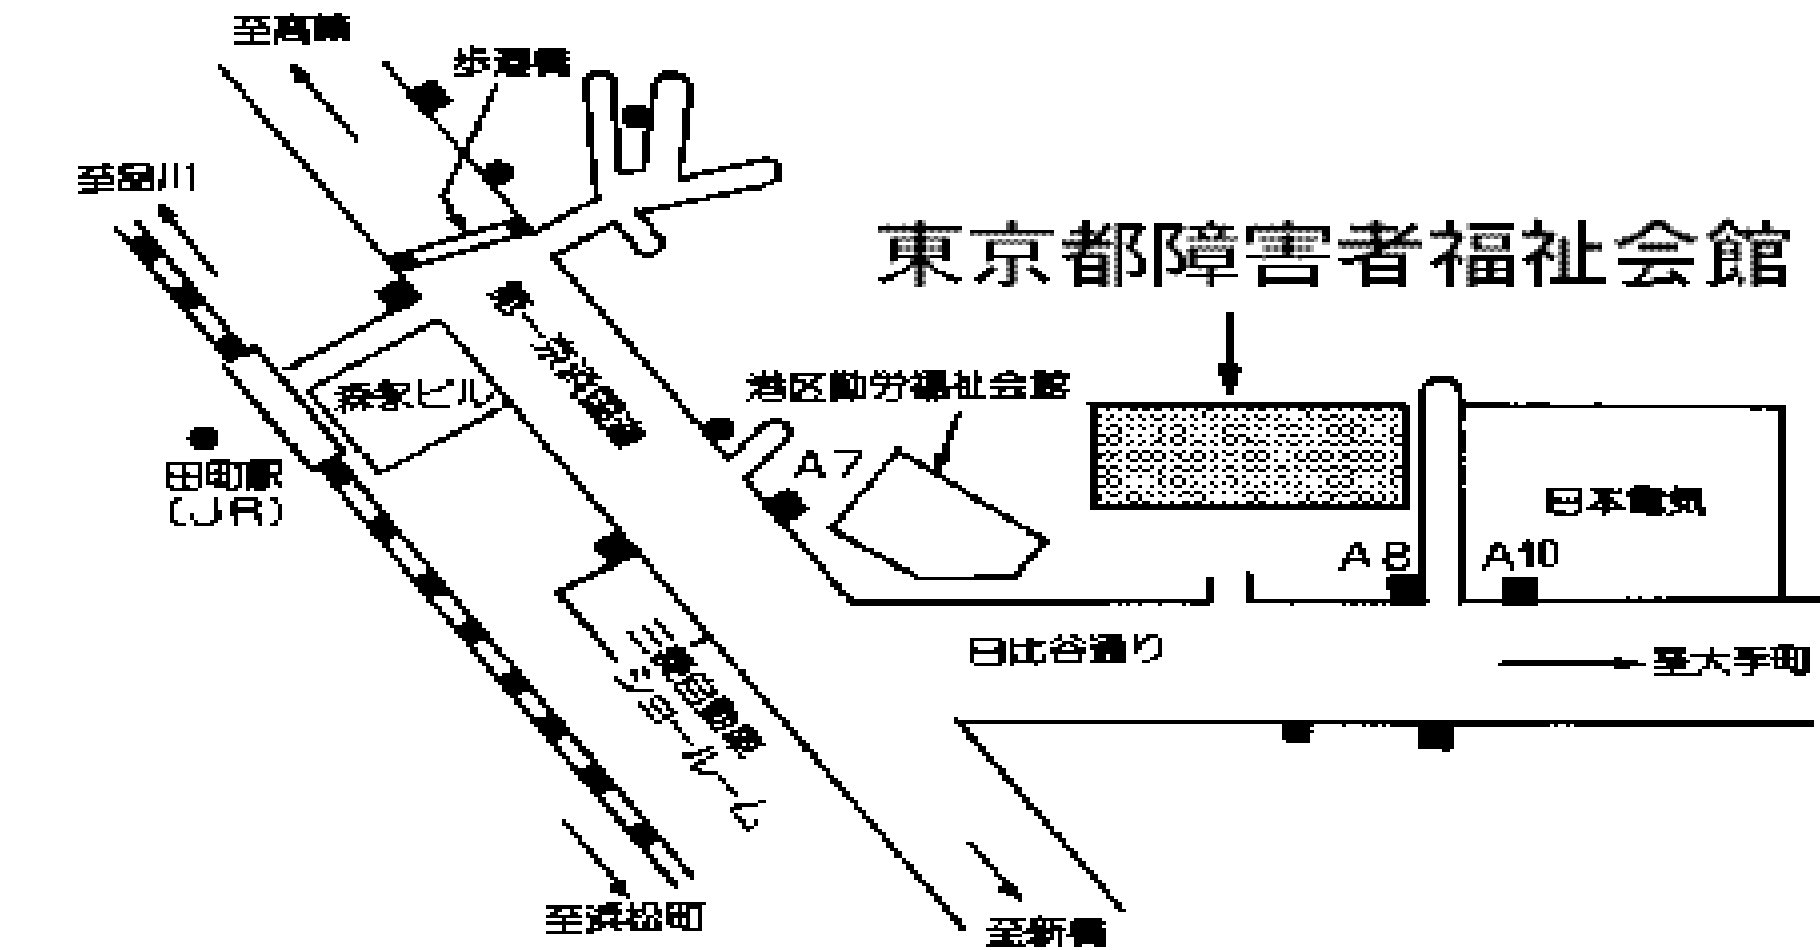 至高輪
歩道橋
至品川
東京都障害者福祉会館
第一京浜国道
港区勤労福祉会館
森永ビル
A7
田町駅
(JR)
日本電気
A8
A10
三菱自動車
ショールーム
日比谷通り
至大手町
至浜松町
至新橋